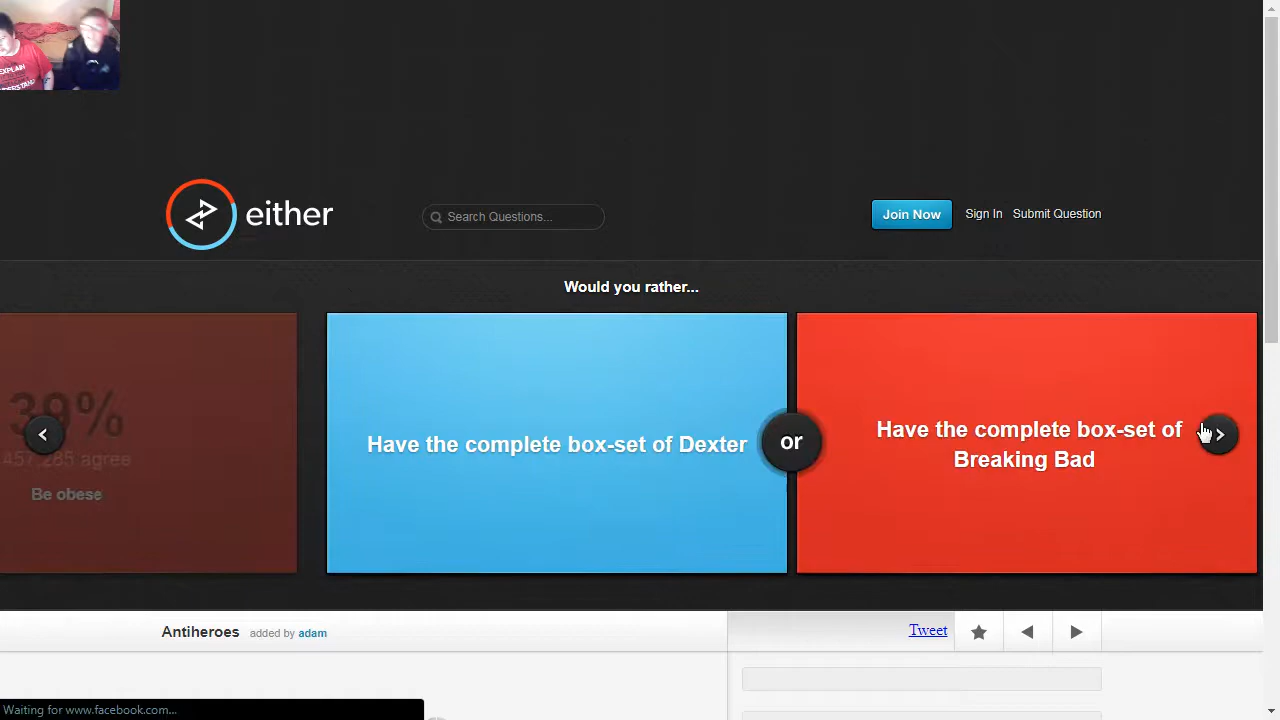 EXPLAIN
either
Search Questions...
Join Now
Sign In
Submit Question
Would you rather...
39%
457,285 agree
Be obese
Have the complete box-set of Dexter
or
Have the complete box-set of
Breaking Bad
Antiheroes
added by adam
Tweet
Waiting for www.facebook.com...